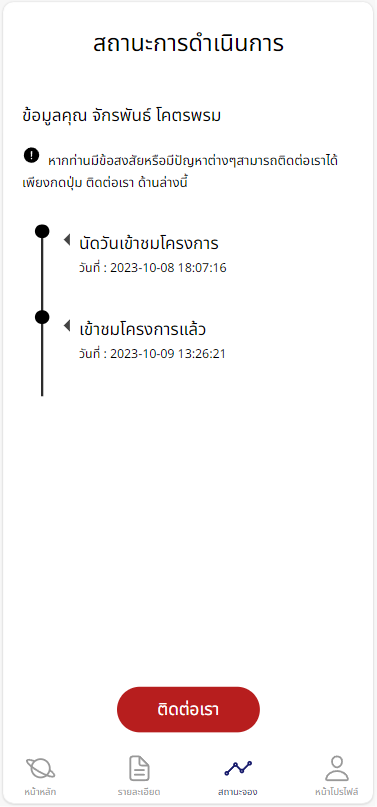 สถานะการดำเนินการ
ข้อมูลคุณ จักรพันธ์ โคตรพรม
! หากท่านมีข้อสงสัยหรือมีปัญหาต่างๆสามารถติดต่อเราได้
เพียงกดปุ่ม ติดต่อเรา ด้านล่างนี้
นัดวันเข้าชมโครงการ
วันที่ : 2023-10-08 18:07:16
เข้าชมโครงการแล้ว
วันที่ : 2023-10-09 13:26:21
ติดต่อเรา
หน้าหลัก รายละเอียด สถานะจอง หน้าโปรไฟล์